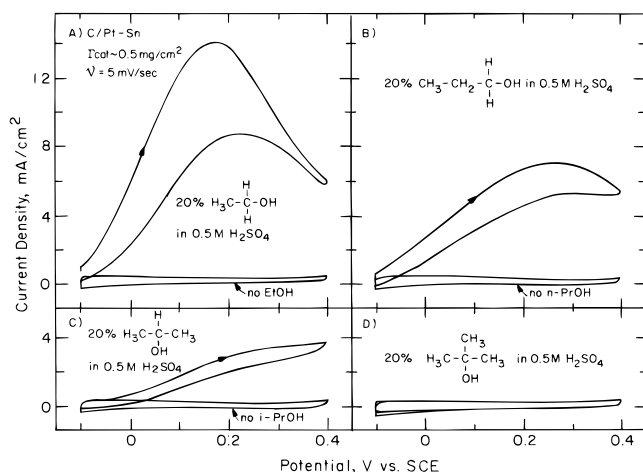 A) C/Pt-Sn
Γcat~0.5 mg/cm²
ν = 5 mV/sec
20% H₃C-C-OH
H
H
in 0.5 M H₂SO₄
no EtOH
B)
H
20% CH₃-CH₂-C-OH in 0.5 M H₂SO₄
H
no n-PrOH
C)
H
20% H₃C-C-CH₃
OH
in 0.5 M H₂SO₄
no i-PrOH
D)
CH₃
20% H₃C-C-CH₃ in 0.5 M H₂SO₄
OH
Current Density, mA/cm²
12
8
4
0
4
0
0 0.2 0.4 0 0.2 0.4
Potential, V vs. SCE